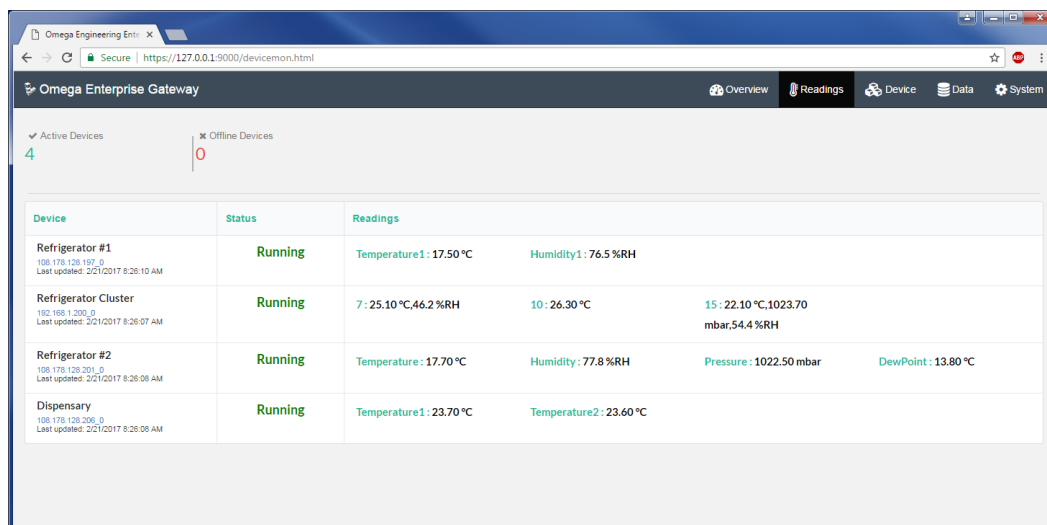 Omega Engineering Ente
Secure https://127.0.0.1:9000/devicemon.html
ABP
Omega Enterprise Gateway Overview Readings Device Data System
Active Devices Offline Devices
4 0
Device Status Readings
Refrigerator #1 Running Temperature1 : 17.50 °C Humidity1 : 76.5 %RH
108.178.128.197_0
Last updated: 2/21/2017 8:26:10 AM
Refrigerator Cluster Running 7 : 25.10 °C,46.2 %RH 10 : 26.30 °C 15 : 22.10 °C,1023.70
192.168.1.200_0 mbar,54.4 %RH
Last updated: 2/21/2017 8:26:07 AM
Refrigerator #2 Running Temperature : 17.70 °C Humidity : 77.8 %RH Pressure : 1022.50 mbar DewPoint : 13.80 °C
108.178.128.201_0
Last updated: 2/21/2017 8:26:08 AM
Dispensary Running Temperature1 : 23.70 °C Temperature2 : 23.60 °C
108.178.128.206_0
Last updated: 2/21/2017 8:26:08 AM